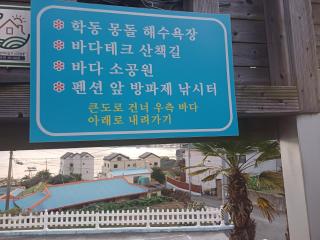 학동 몽돌 해수욕장
바다테크 산책길
바다 소공원
펜션 앞 방파제 낚시터
큰도로 건너 우측 바다
아래로 내려가기